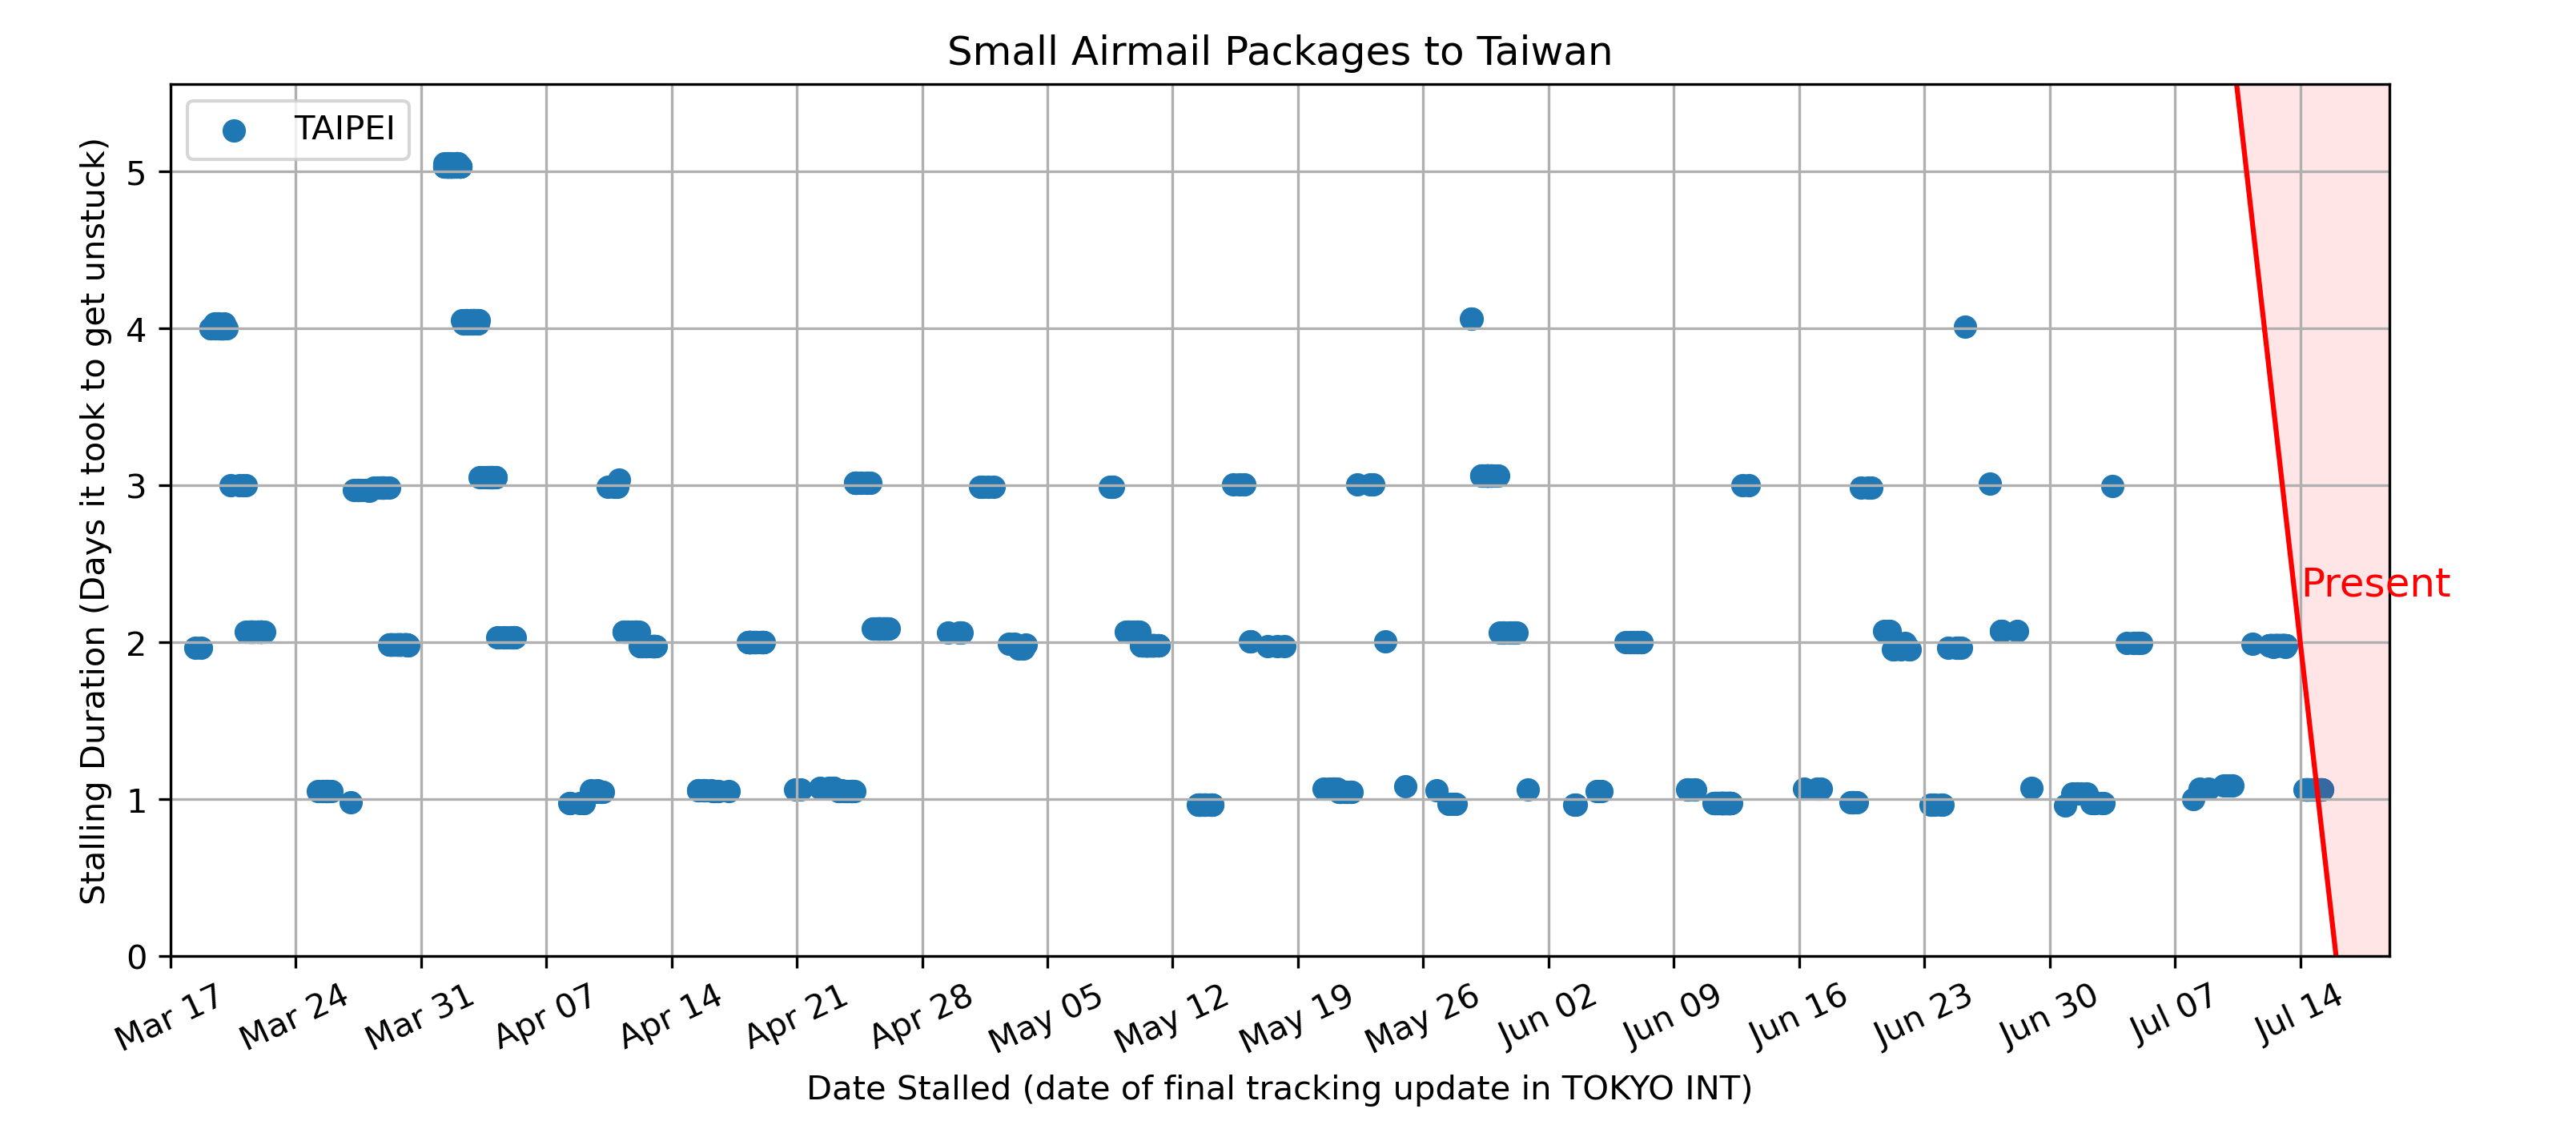 Small Airmail Packages to Taiwan
TAIPEI
Stalling Duration (Days it took to get unstuck)
5
4
3
2
1
0
Present
Mar 17
Mar 24
Mar 31
Apr 07
Apr 14
Apr 21
Apr 28
May 05
May 12
May 19
May 26
Jun 02
Jun 09
Jun 16
Jun 23
Jun 30
Jul 07
Jul 14
Date Stalled (date of final tracking update in TOKYO INT)